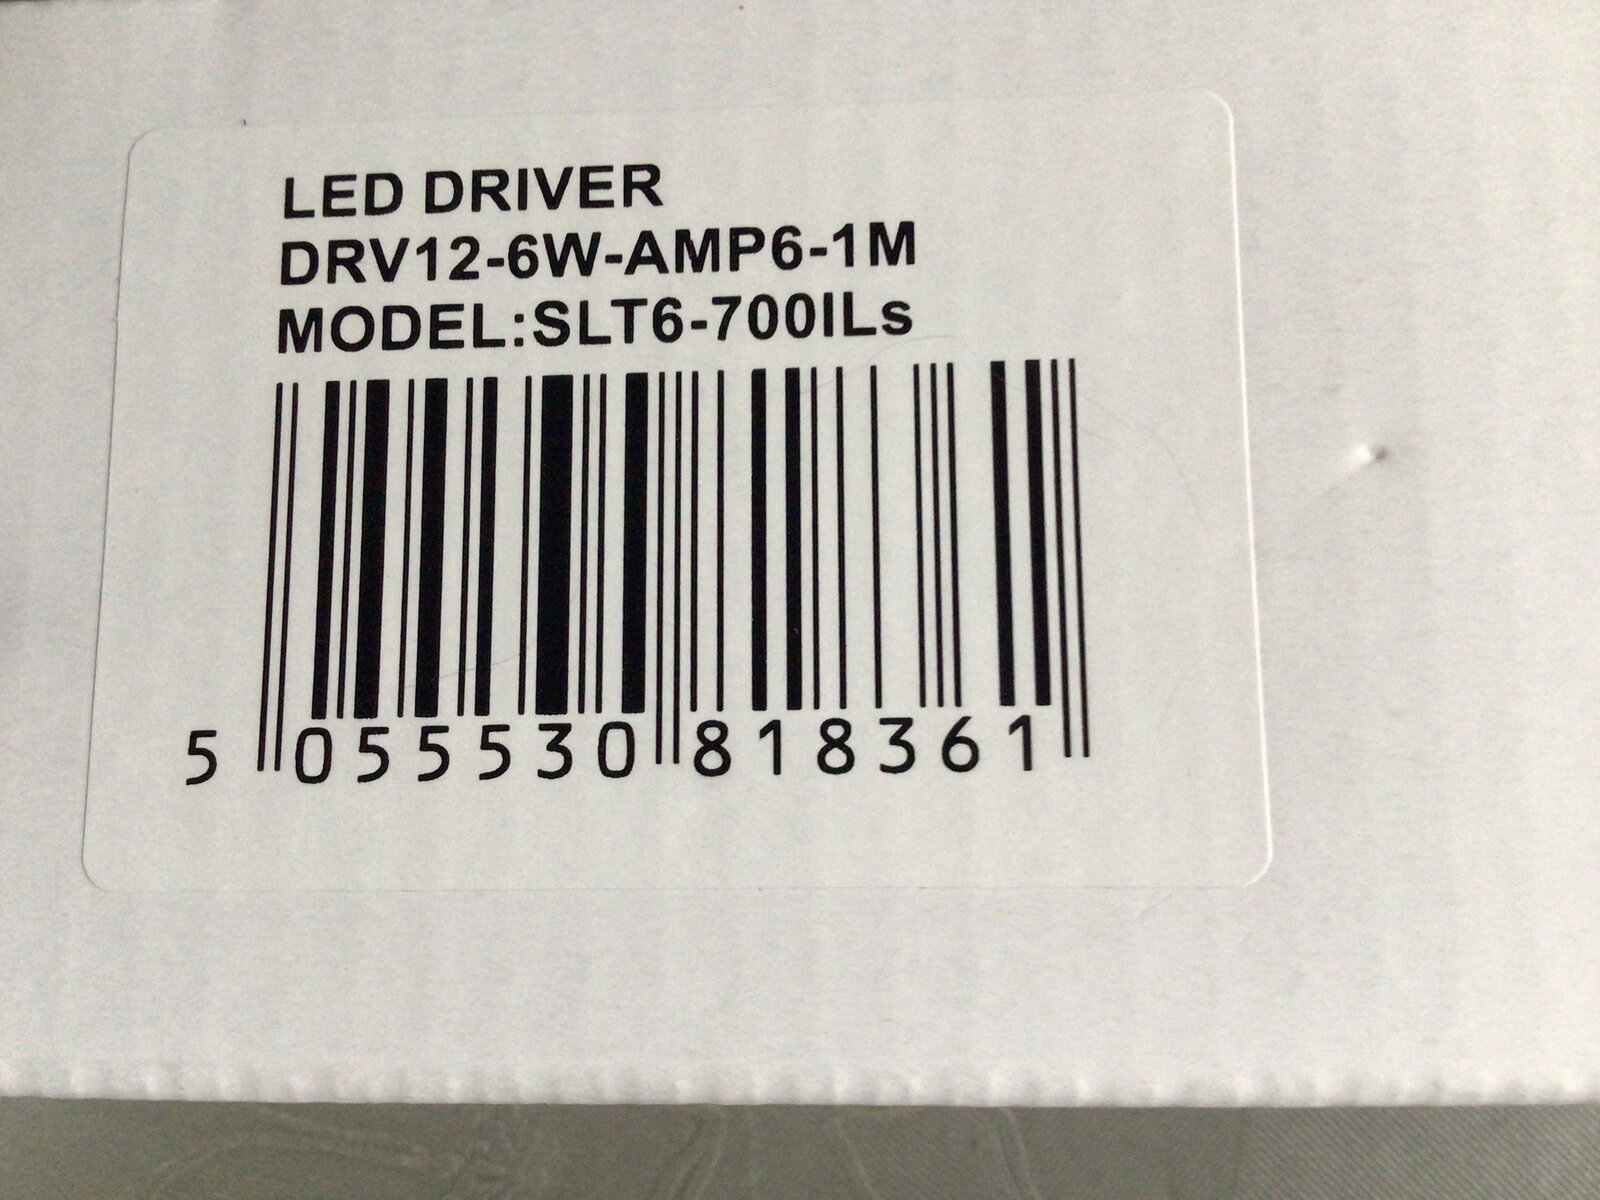 LED DRIVER
DRV12-6W-AMP6-1M
MODEL:SLT6-700ILs
5 055530 818361